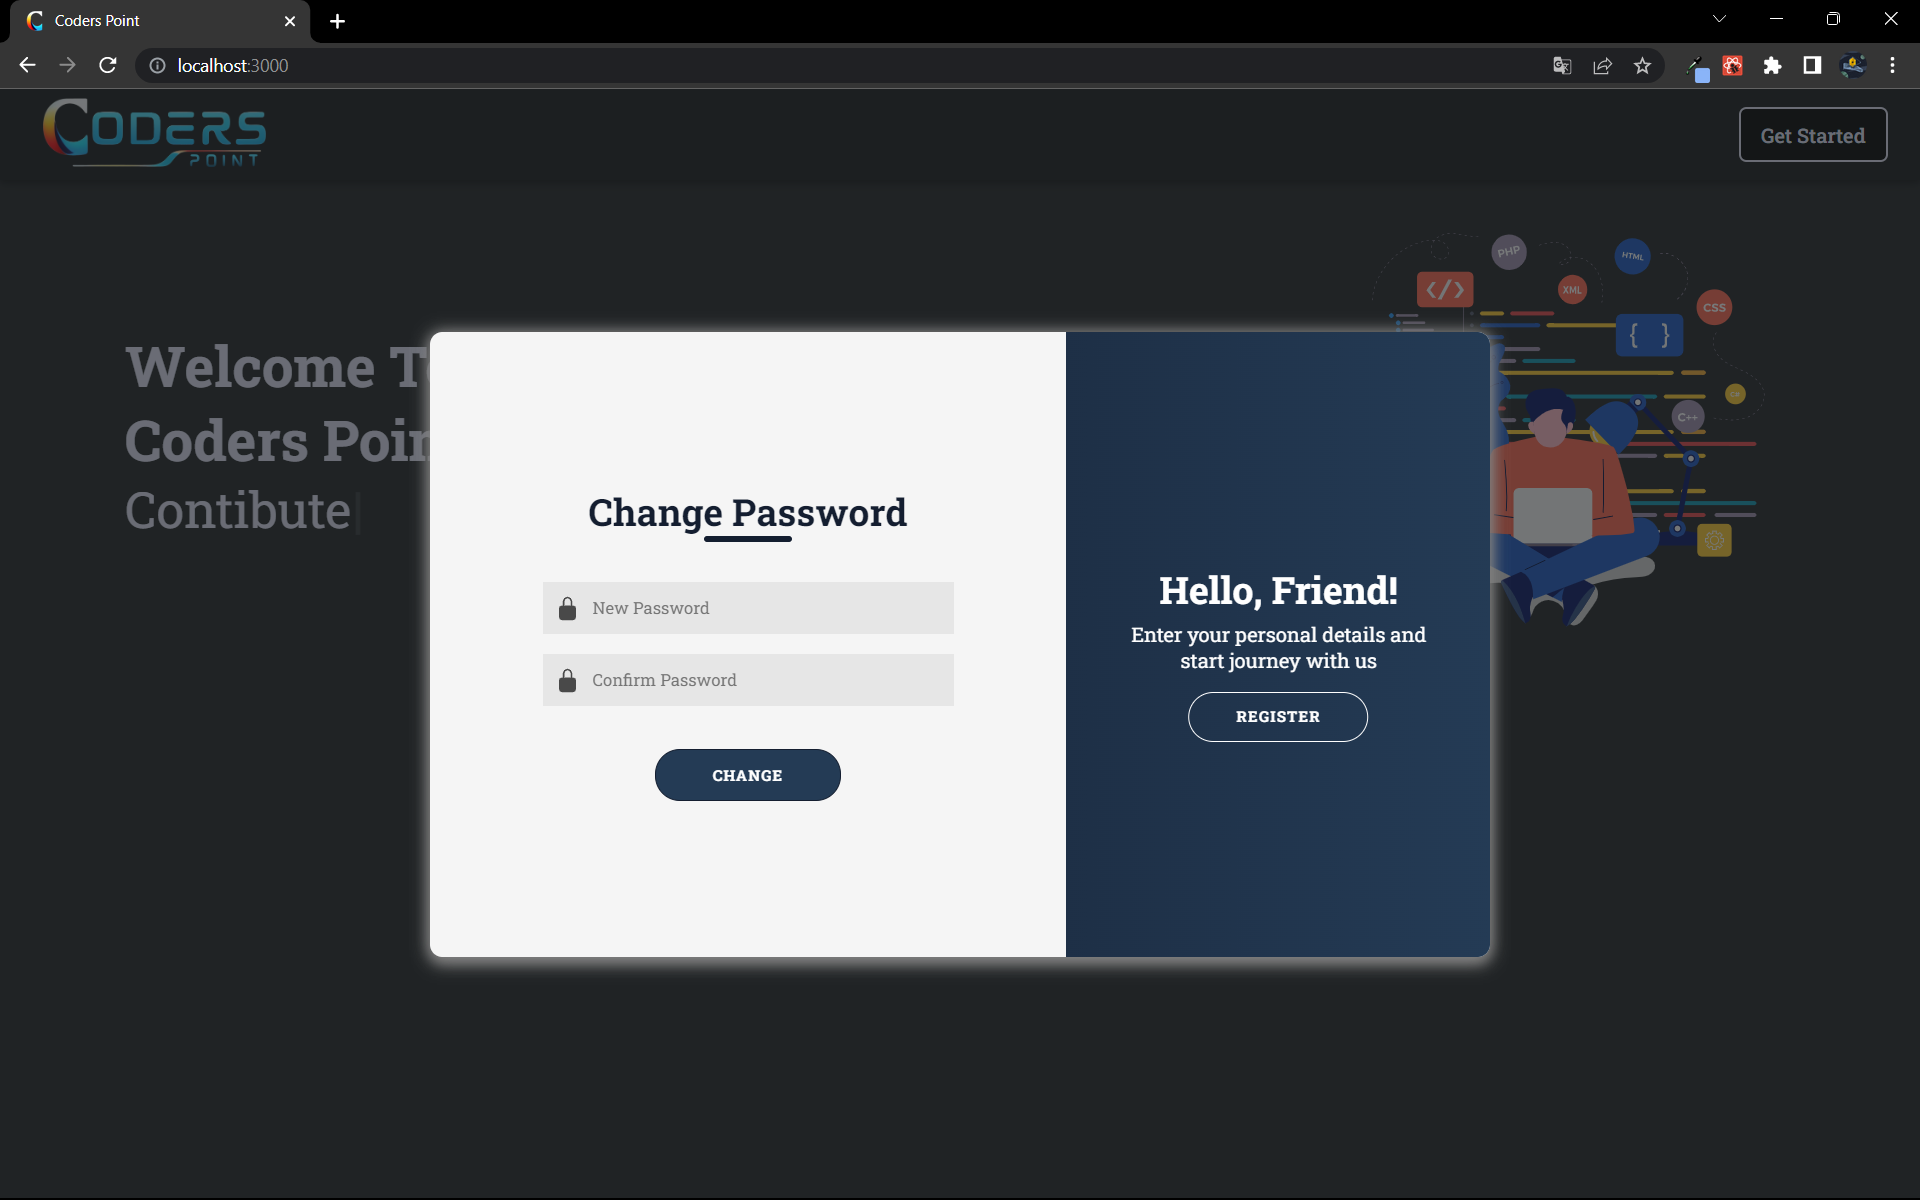 Coders Point
localhost:3000
CODERS
POINT
Get Started
PHP
HTML
</>
XML
CSS
{ }
C++
Welcome T
Coders Poin
Contibute
Change Password
New Password
Confirm Password
CHANGE
Hello, Friend!
Enter your personal details and
start journey with us
REGISTER